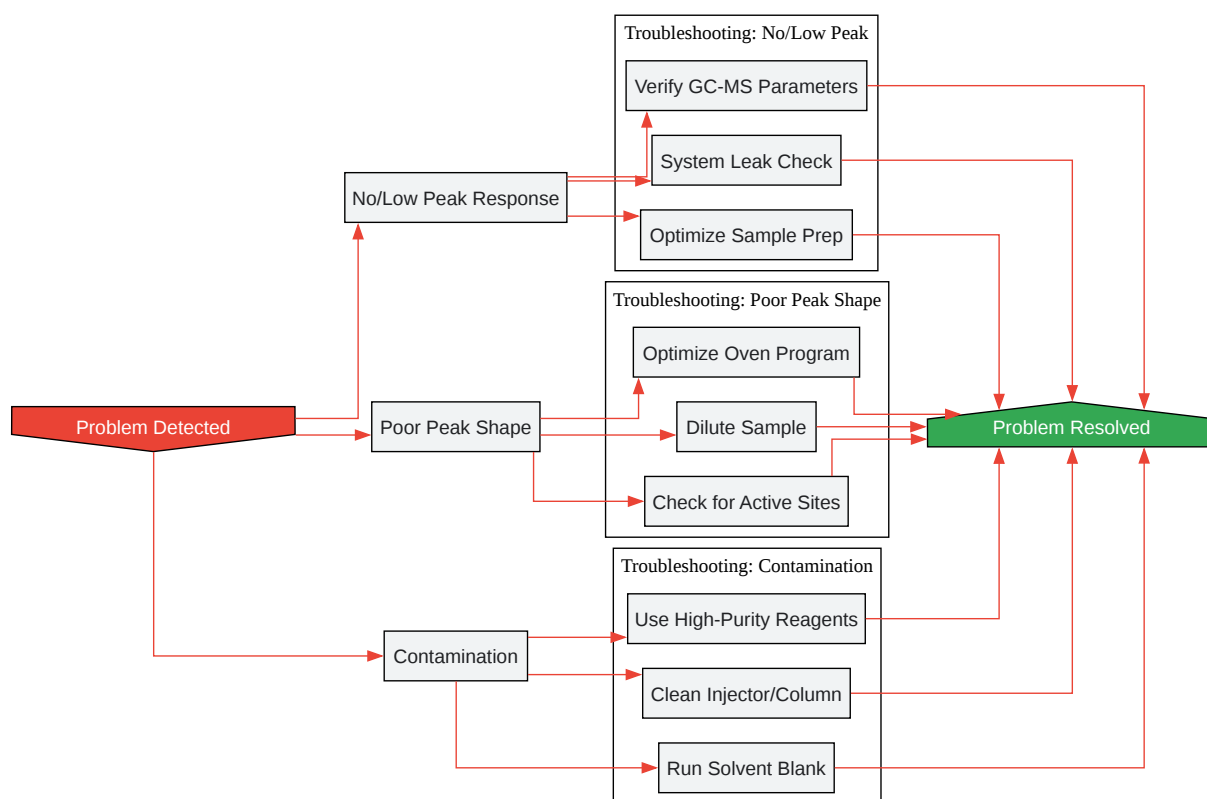 Troubleshooting: No/Low Peak
Verify GC-MS Parameters
System Leak Check
No/Low Peak Response
Optimize Sample Prep
Troubleshooting: Poor Peak Shape
Optimize Oven Program
Problem Detected
Poor Peak Shape
Dilute Sample
Problem Resolved
Check for Active Sites
Troubleshooting: Contamination
Use High-Purity Reagents
Contamination
Clean Injector/Column
Run Solvent Blank